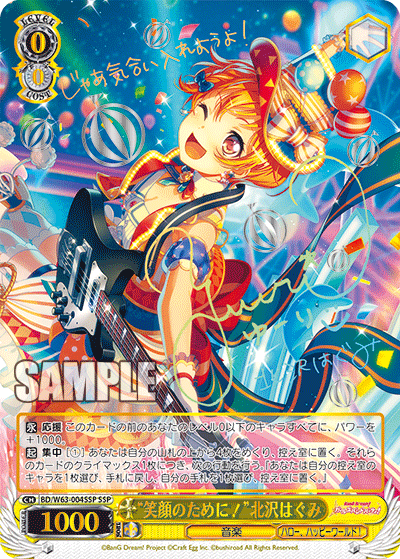 LEVEL
0
0
COST
じゃあ気合い入れようよ!
北沢はぐみ
SAMPLE
永 応援 このカードの前のあなたのレベル0以下のキャラすべてに、パワーを
+1000。
起 集中 [①] あなたは自分の山札の上から4枚をめくり、控え室に置く。それら
のカードのクライマックス1枚につき、次の行動を行う。『あなたは自分の控え室の
キャラを1枚選び、手札に戻し、自分の手札を1枚選び、控え室に置く。』
CH BD/W63-004SSP SSP
1000
“笑顔のために!”北沢はぐみ
音楽
ハロー、ハッピーワールド!
©BanG Dream! Project ©Craft Egg Inc. ©bushiroad All Rights Reserved.